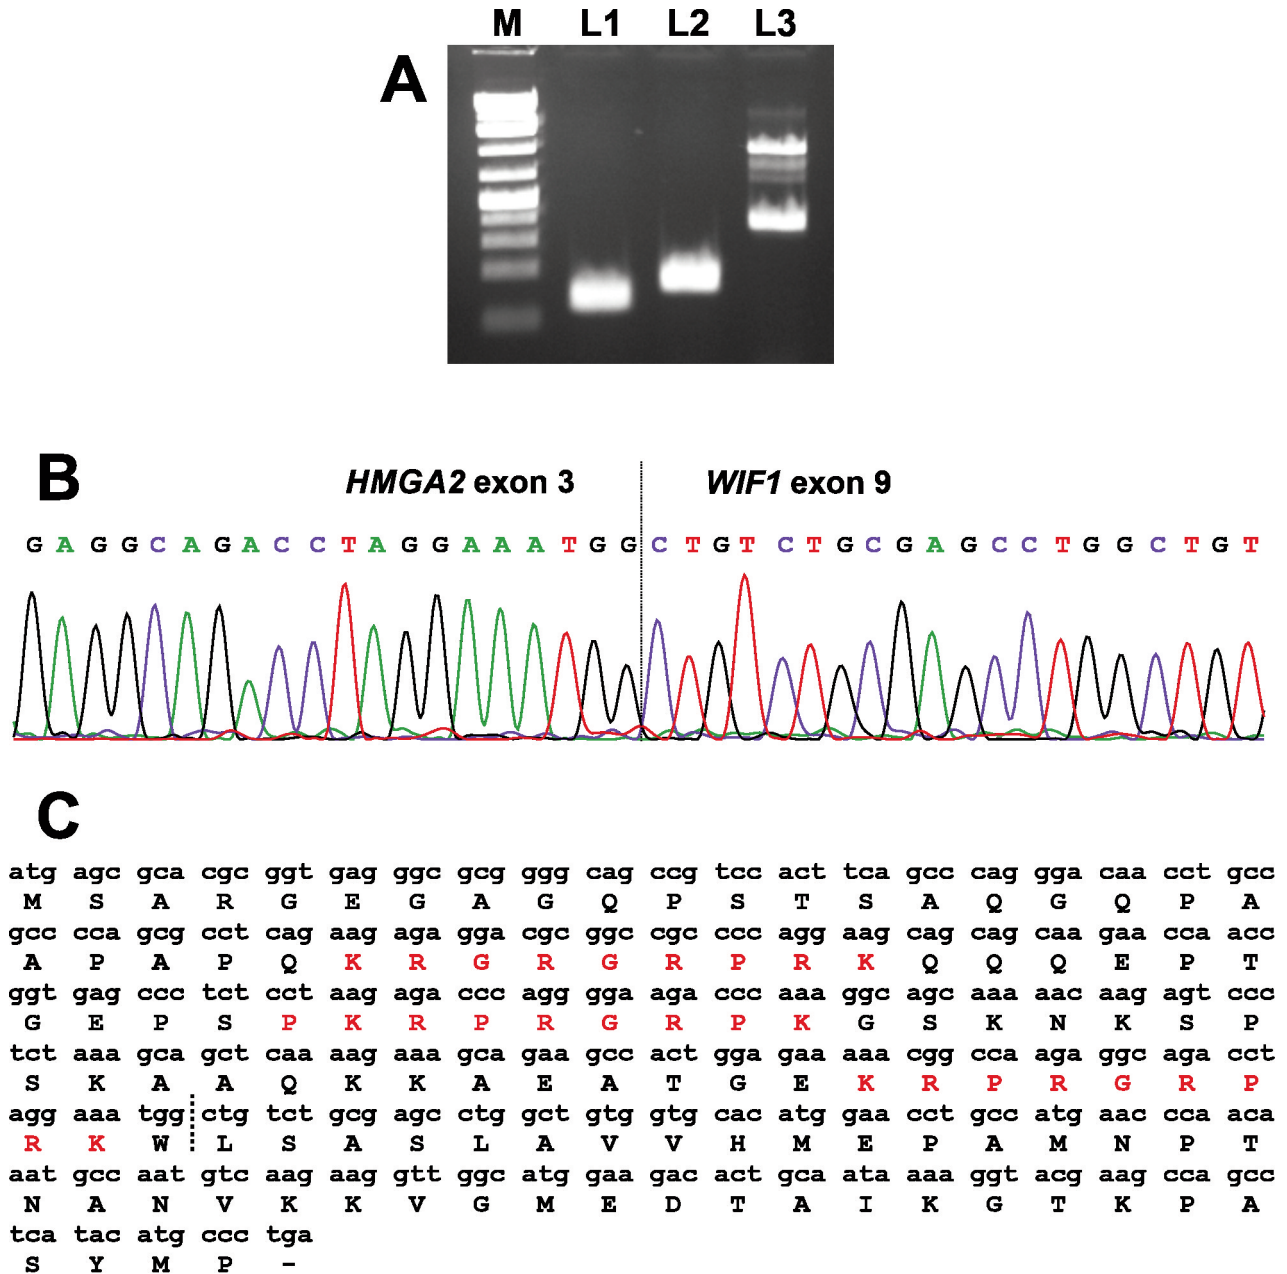 M L1 L2 L3
A
B
HMGA2 exon 3 WIF1 exon 9
G A G G C A G A C C T A G G A A A T G G C T G T C T G C G A G C C T G G C T G T
C
atg agc gca cgc ggt gag ggc gcg ggg cag ccg tcc act tca gcc cag gga caa cct gcc
M S A R G E G A G Q P S T S A Q G Q P A
gcc cca gcg cct cag aag aga gga cgc ggc cgc ccc agg aag cag cag caa gaa cca acc
A P A P Q K R G R G R P R K Q Q Q E P T
ggt gag ccc tct cct aag aga ccc agg gga aga ccc aaa ggc agc aaa aac aag agt ccc
G E P S P K R P R G R P K G S K N K S P
tct aaa gca gct caa aag aaa gca gaa gcc act gga gaa aaa cgg cca aga ggc aga cct
S K A A Q K K A E A T G E K R P R G R P
agg aaa tgg ctg tct gcg agc ctg gct gtg gtg cac atg gaa cct gcc atg aac cca aca
R K W L S A S L A V V H M E P A M N P T
aat gcc aat gtc aag aag gtt ggc atg gaa gac act gca ata aaa ggt acg aag cca gcc
N A N V K K V G M E D T A I K G T K P A
tca tac atg ccc tga
S Y M P -